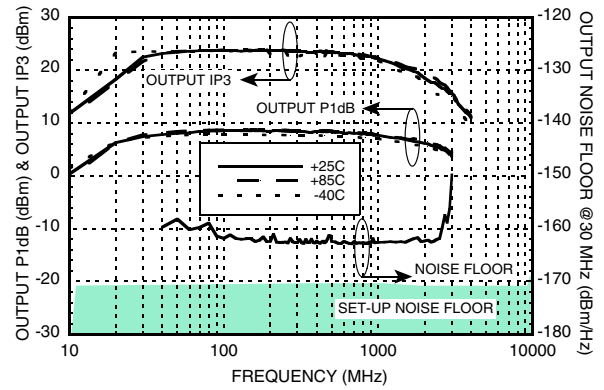 30
20
10
0
-10
-20
-30
OUTPUT P1dB (dBm) & OUTPUT IP3 (dBm)
-120
-130
-140
-150
-160
-170
-180
OUTPUT NOISE FLOOR @30 MHz (dBm/Hz)
OUTPUT IP3
OUTPUT P1dB
+25C
+85C
-40C
NOISE FLOOR
SET-UP NOISE FLOOR
10
100
1000
10000
FREQUENCY (MHz)